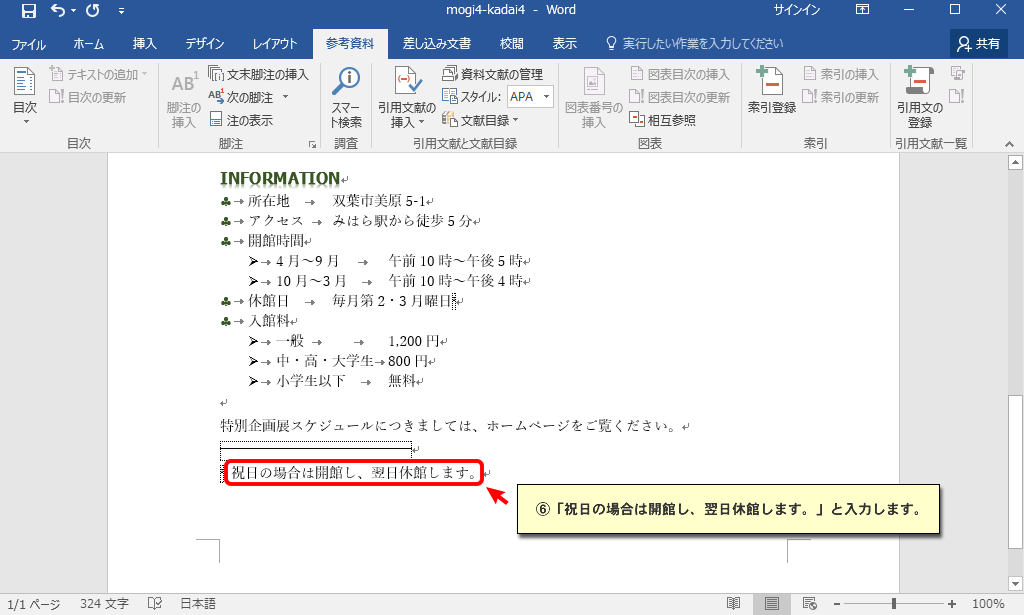 mogi4-kadai4 - Word
サインイン
ファイル ホーム 挿入 デザイン レイアウト 参考資料 差し込み文書 校閲 表示 実行したい作業を入力してください 共有
目次
テキストの追加
目次の更新
目次
AB1
脚注の挿入
文末脚注の挿入
次の脚注
注の表示
脚注
スマート検索
調査
引用文献の挿入
資料文献の管理
スタイル: APA
文献目録
引用文献と文献目録
図表番号の挿入
図表目次の挿入
図表目次の更新
相互参照
図表
索引登録
索引の挿入
索引の更新
索引
引用文の登録
引用文献一覧
INFORMATION
所在地 双葉市美原 5-1
アクセス みはら駅から徒歩 5 分
開館時間
4 月～9 月 午前 10 時～午後 5 時
10 月～3 月 午前 10 時～午後 4 時
休館日 毎月第 2・3 月曜日
入館料
一般 1,200 円
中・高・大学生 800 円
小学生以下 無料
特別企画展スケジュールにつきましては、ホームページをご覧ください。
祝日の場合は開館し、翌日休館します。
⑥「祝日の場合は開館し、翌日休館します。」と入力します。
1/1 ページ 324 文字 日本語 100%